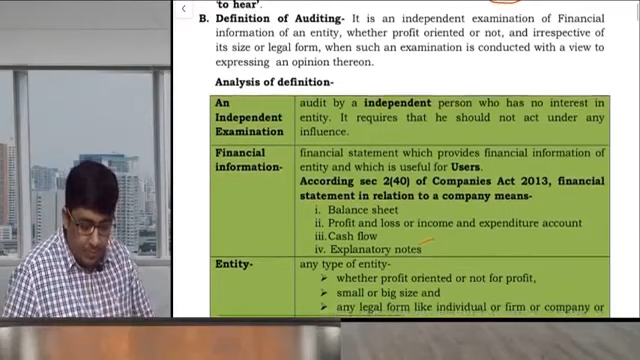 'to hear'.
B. Definition of Auditing- It is an independent examination of Financial
information of an entity, whether profit oriented or not, and irrespective of
its size or legal form, when such an examination is conducted with a view to
expressing an opinion thereon.
Analysis of definition-
An Independent Examination
audit by a independent person who has no interest in
entity. It requires that he should not act under any
influence.
Financial information-
financial statement which provides financial information of
entity and which is useful for Users.
According sec 2(40) of Companies Act 2013, financial
statement in relation to a company means-
i. Balance sheet
ii. Profit and loss or income and expenditure account
iii. Cash flow
iv. Explanatory notes
Entity-
any type of entity-
➢ whether profit oriented or not for profit,
➢ small or big size and
➢ any legal form like individual or firm or company or